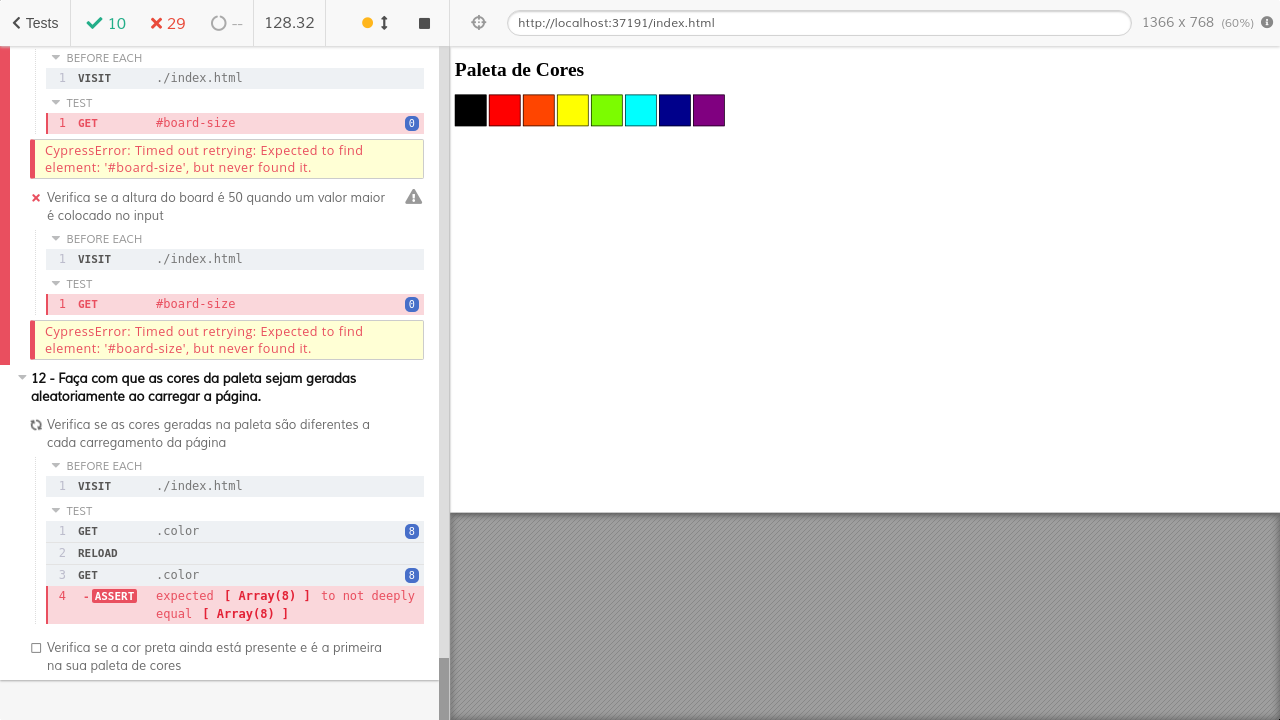 Tests
10
29
--
128.32
http://localhost:37191/index.html
1366 x 768 (60%)
BEFORE EACH
1 VISIT ./index.html
TEST
1 GET #board-size 0
CypressError: Timed out retrying: Expected to find
element: '#board-size', but never found it.
Verifica se a altura do board é 50 quando um valor maior
é colocado no input
BEFORE EACH
1 VISIT ./index.html
TEST
1 GET #board-size 0
CypressError: Timed out retrying: Expected to find
element: '#board-size', but never found it.
12 - Faça com que as cores da paleta sejam geradas
aleatoriamente ao carregar a página.
Verifica se as cores geradas na paleta são diferentes a
cada carregamento da página
BEFORE EACH
1 VISIT ./index.html
TEST
1 GET .color 8
2 RELOAD
3 GET .color 8
4 -ASSERT expected [ Array(8) ] to not deeply
equal [ Array(8) ]
Verifica se a cor preta ainda está presente e é a primeira
na sua paleta de cores
Paleta de Cores